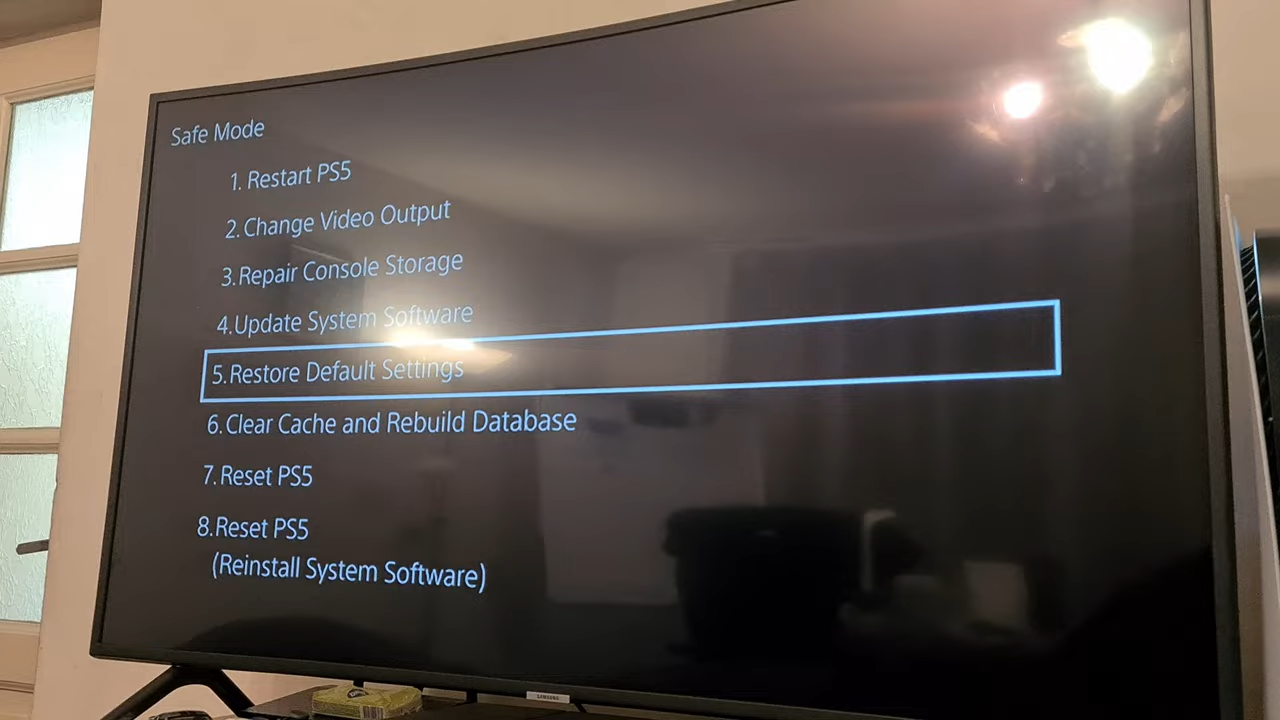 Safe Mode
1. Restart PS5
2. Change Video Output
3. Repair Console Storage
4. Update System Software
5. Restore Default Settings
6. Clear Cache and Rebuild Database
7. Reset PS5
8. Reset PS5
(Reinstall System Software)
SAMSUNG